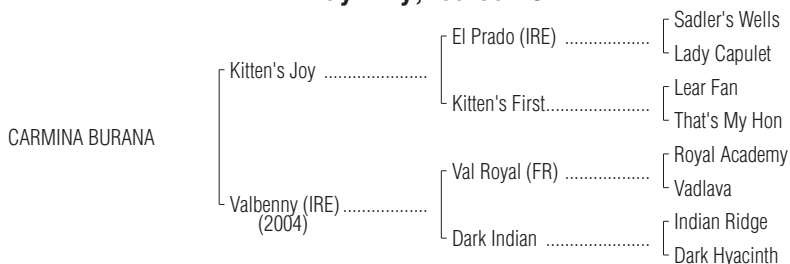 CARMINA BURANA
Kitten's Joy ......................
Valbenny (IRE) ..................
(2004)
El Prado (IRE) ..................
Kitten's First ......................
Val Royal (FR) ..................
Dark Indian ......................
Sadler's Wells
Lady Capulet
Lear Fan
That's My Hon
Royal Academy
Vadlava
Indian Ridge
Dark Hyacinth